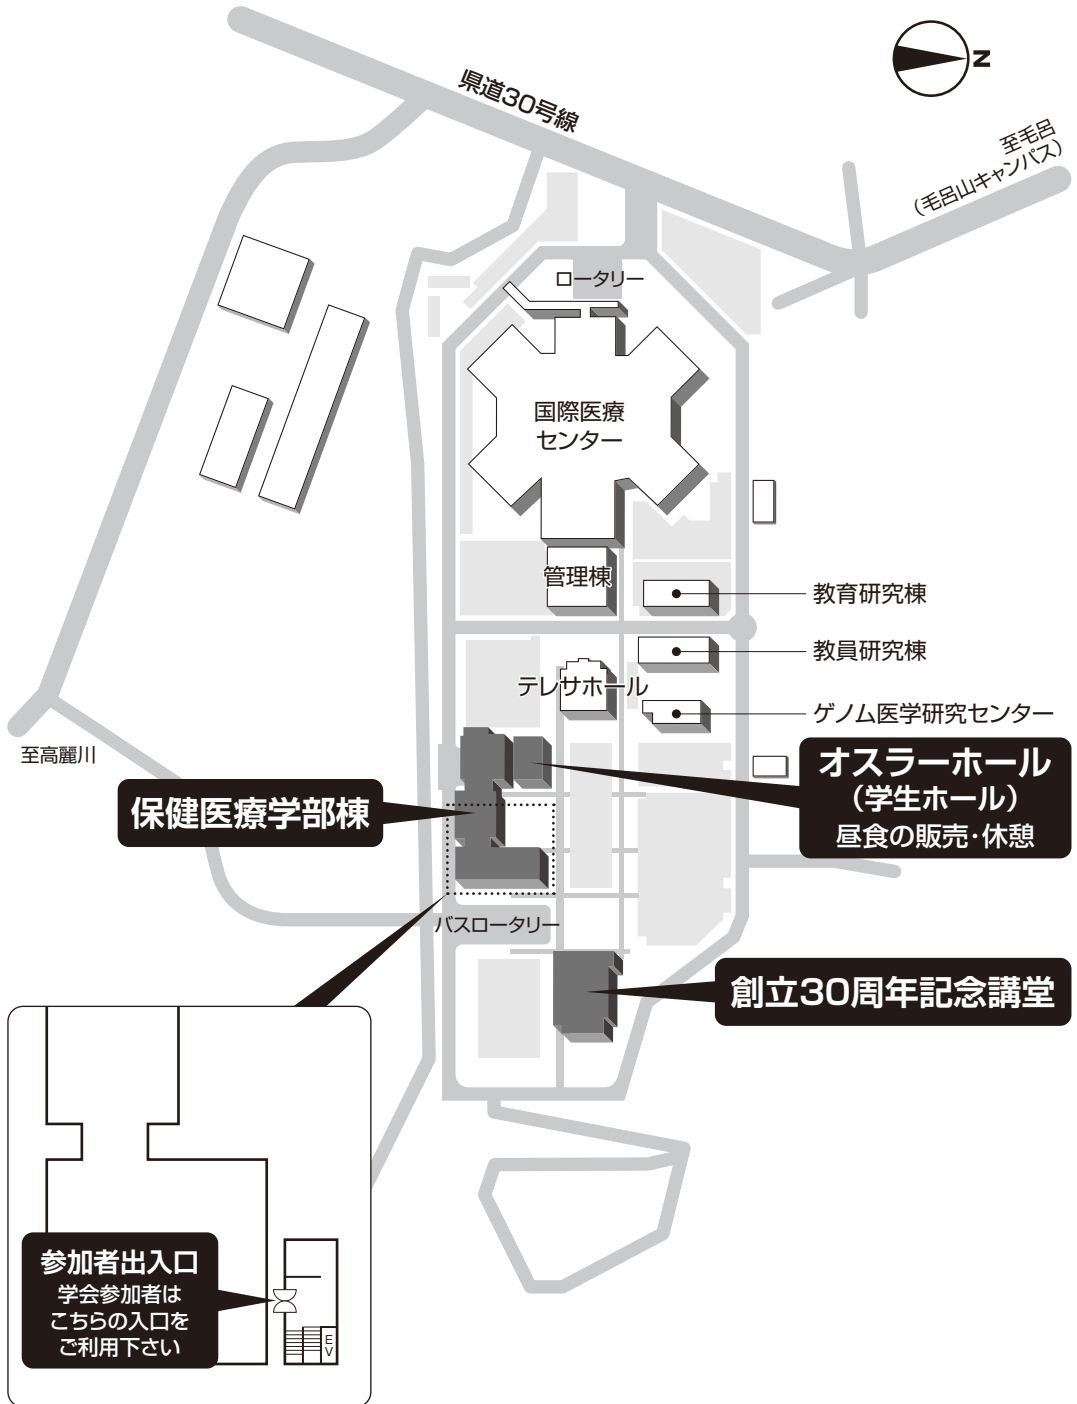 N
県道30号線
至毛呂
(毛呂山キャンパス)
ロータリー
国際医療
センター
管理棟
教育研究棟
教員研究棟
テレサホール
ゲノム医学研究センター
至高麗川
オスラーホール
(学生ホール)
昼食の販売・休憩
保健医療学部棟
バスロータリー
創立30周年記念講堂
参加者出入口
学会参加者は
こちらの入口を
ご利用下さい
EV